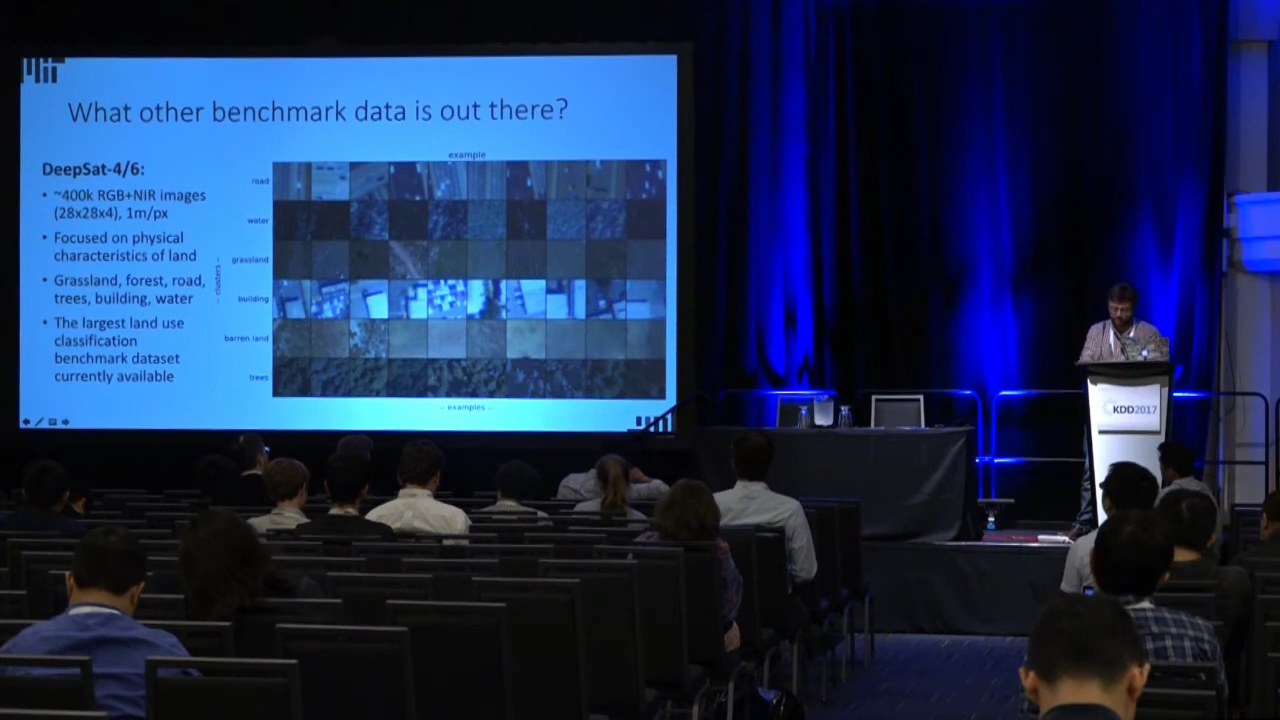 What other benchmark data is out there?
DeepSat-4/6:
• ~400k RGB+NIR images
(28x28x4), 1m/px
• Focused on physical
characteristics of land
• Grassland, forest, road,
trees, building, water
• The largest land use
classification
benchmark dataset
currently available
example
road
water
grassland
building
barren land
trees
-- clusters --
-- examples --
KDD2017